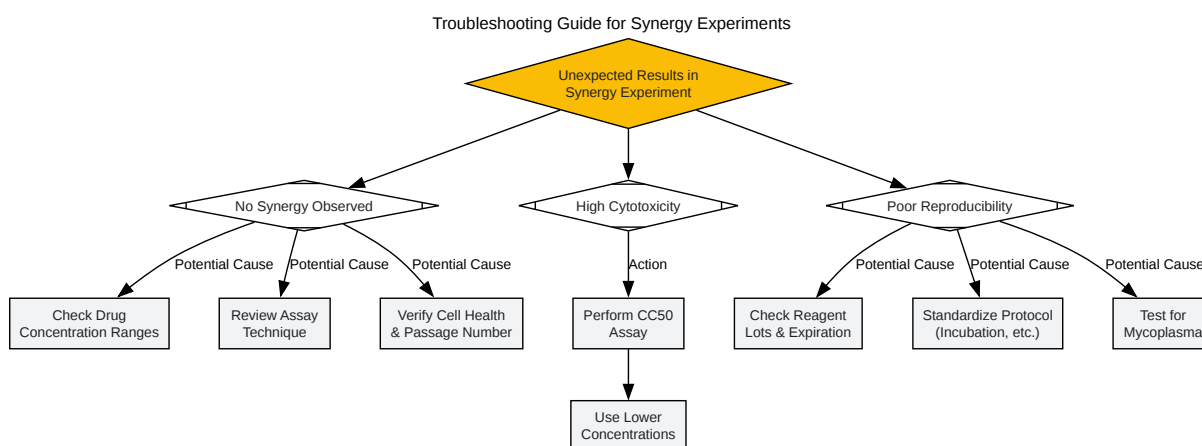 Troubleshooting Guide for Synergy Experiments
Unexpected Results in
Synergy Experiment
No Synergy Observed
High Cytotoxicity
Poor Reproducibility
Potential Cause
Potential Cause
Potential Cause
Action
Potential Cause
Potential Cause
Potential Cause
Check Drug
Concentration Ranges
Review Assay
Technique
Verify Cell Health
& Passage Number
Perform CC50
Assay
Check Reagent
Lots & Expiration
Standardize Protocol
(Incubation, etc.)
Test for
Mycoplasma
Use Lower
Concentrations